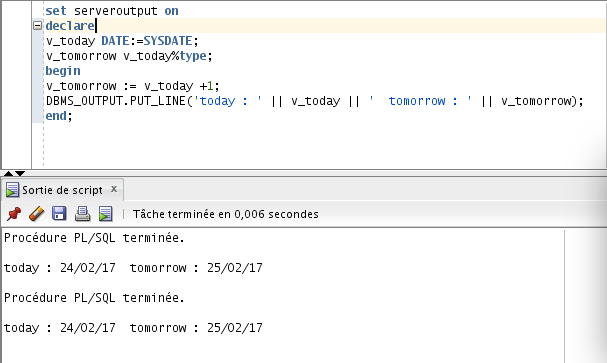 set serveroutput on
declare
v_today DATE:=SYSDATE;
v_tomorrow v_today%type;
begin
v_tomorrow := v_today +1;
DBMS_OUTPUT.PUT_LINE('today : ' || v_today || '  tomorrow : ' || v_tomorrow);
end;
Sortie de script x
Tâche terminée en 0,006 secondes
Procédure PL/SQL terminée.
today : 24/02/17  tomorrow : 25/02/17
Procédure PL/SQL terminée.
today : 24/02/17  tomorrow : 25/02/17